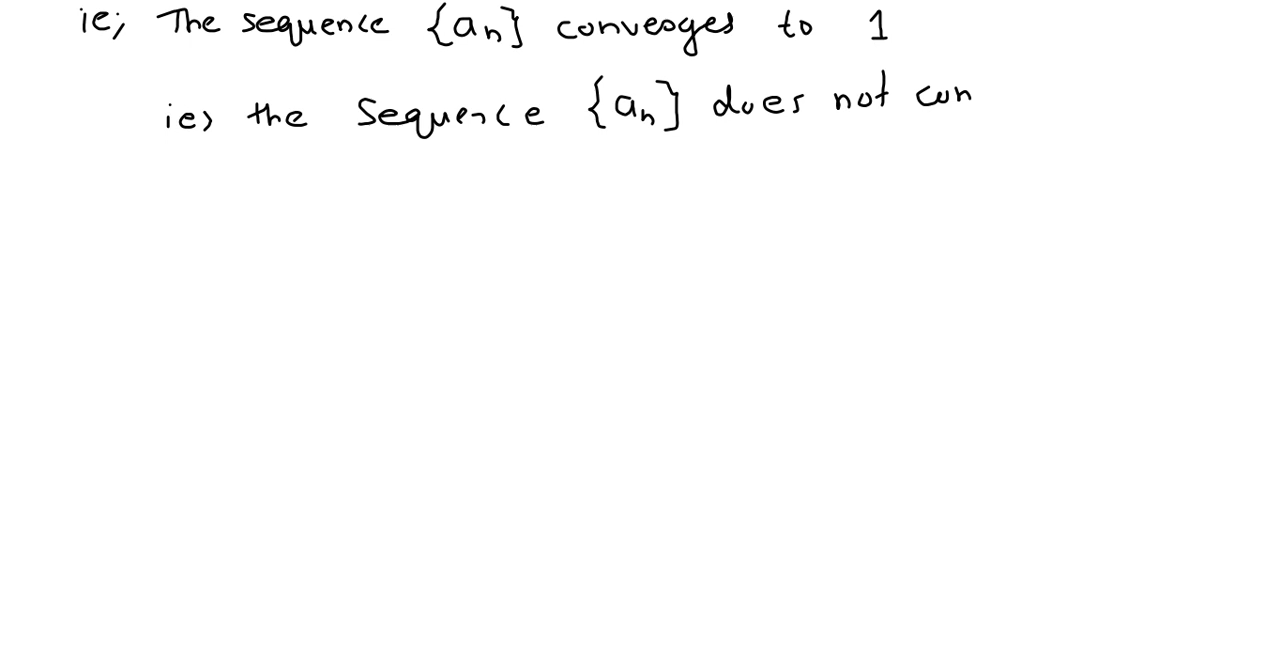 ie; The sequence {an} converges to 1
ie, the Sequence {an} does not con